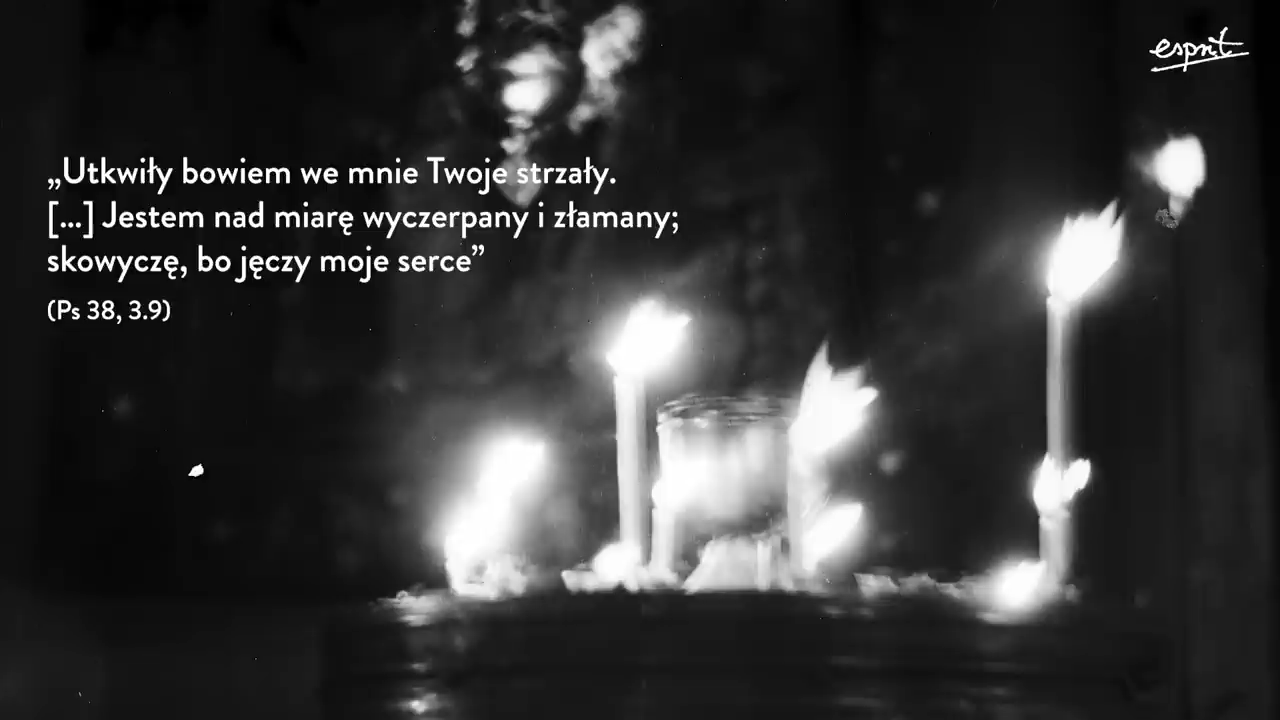 esprit
„Utkwiły bowiem we mnie Twoje strzały.
[...] Jestem nad miarę wyczerpany i złamany;
skowyczę, bo jęczy moje serce”
(Ps 38, 3.9)